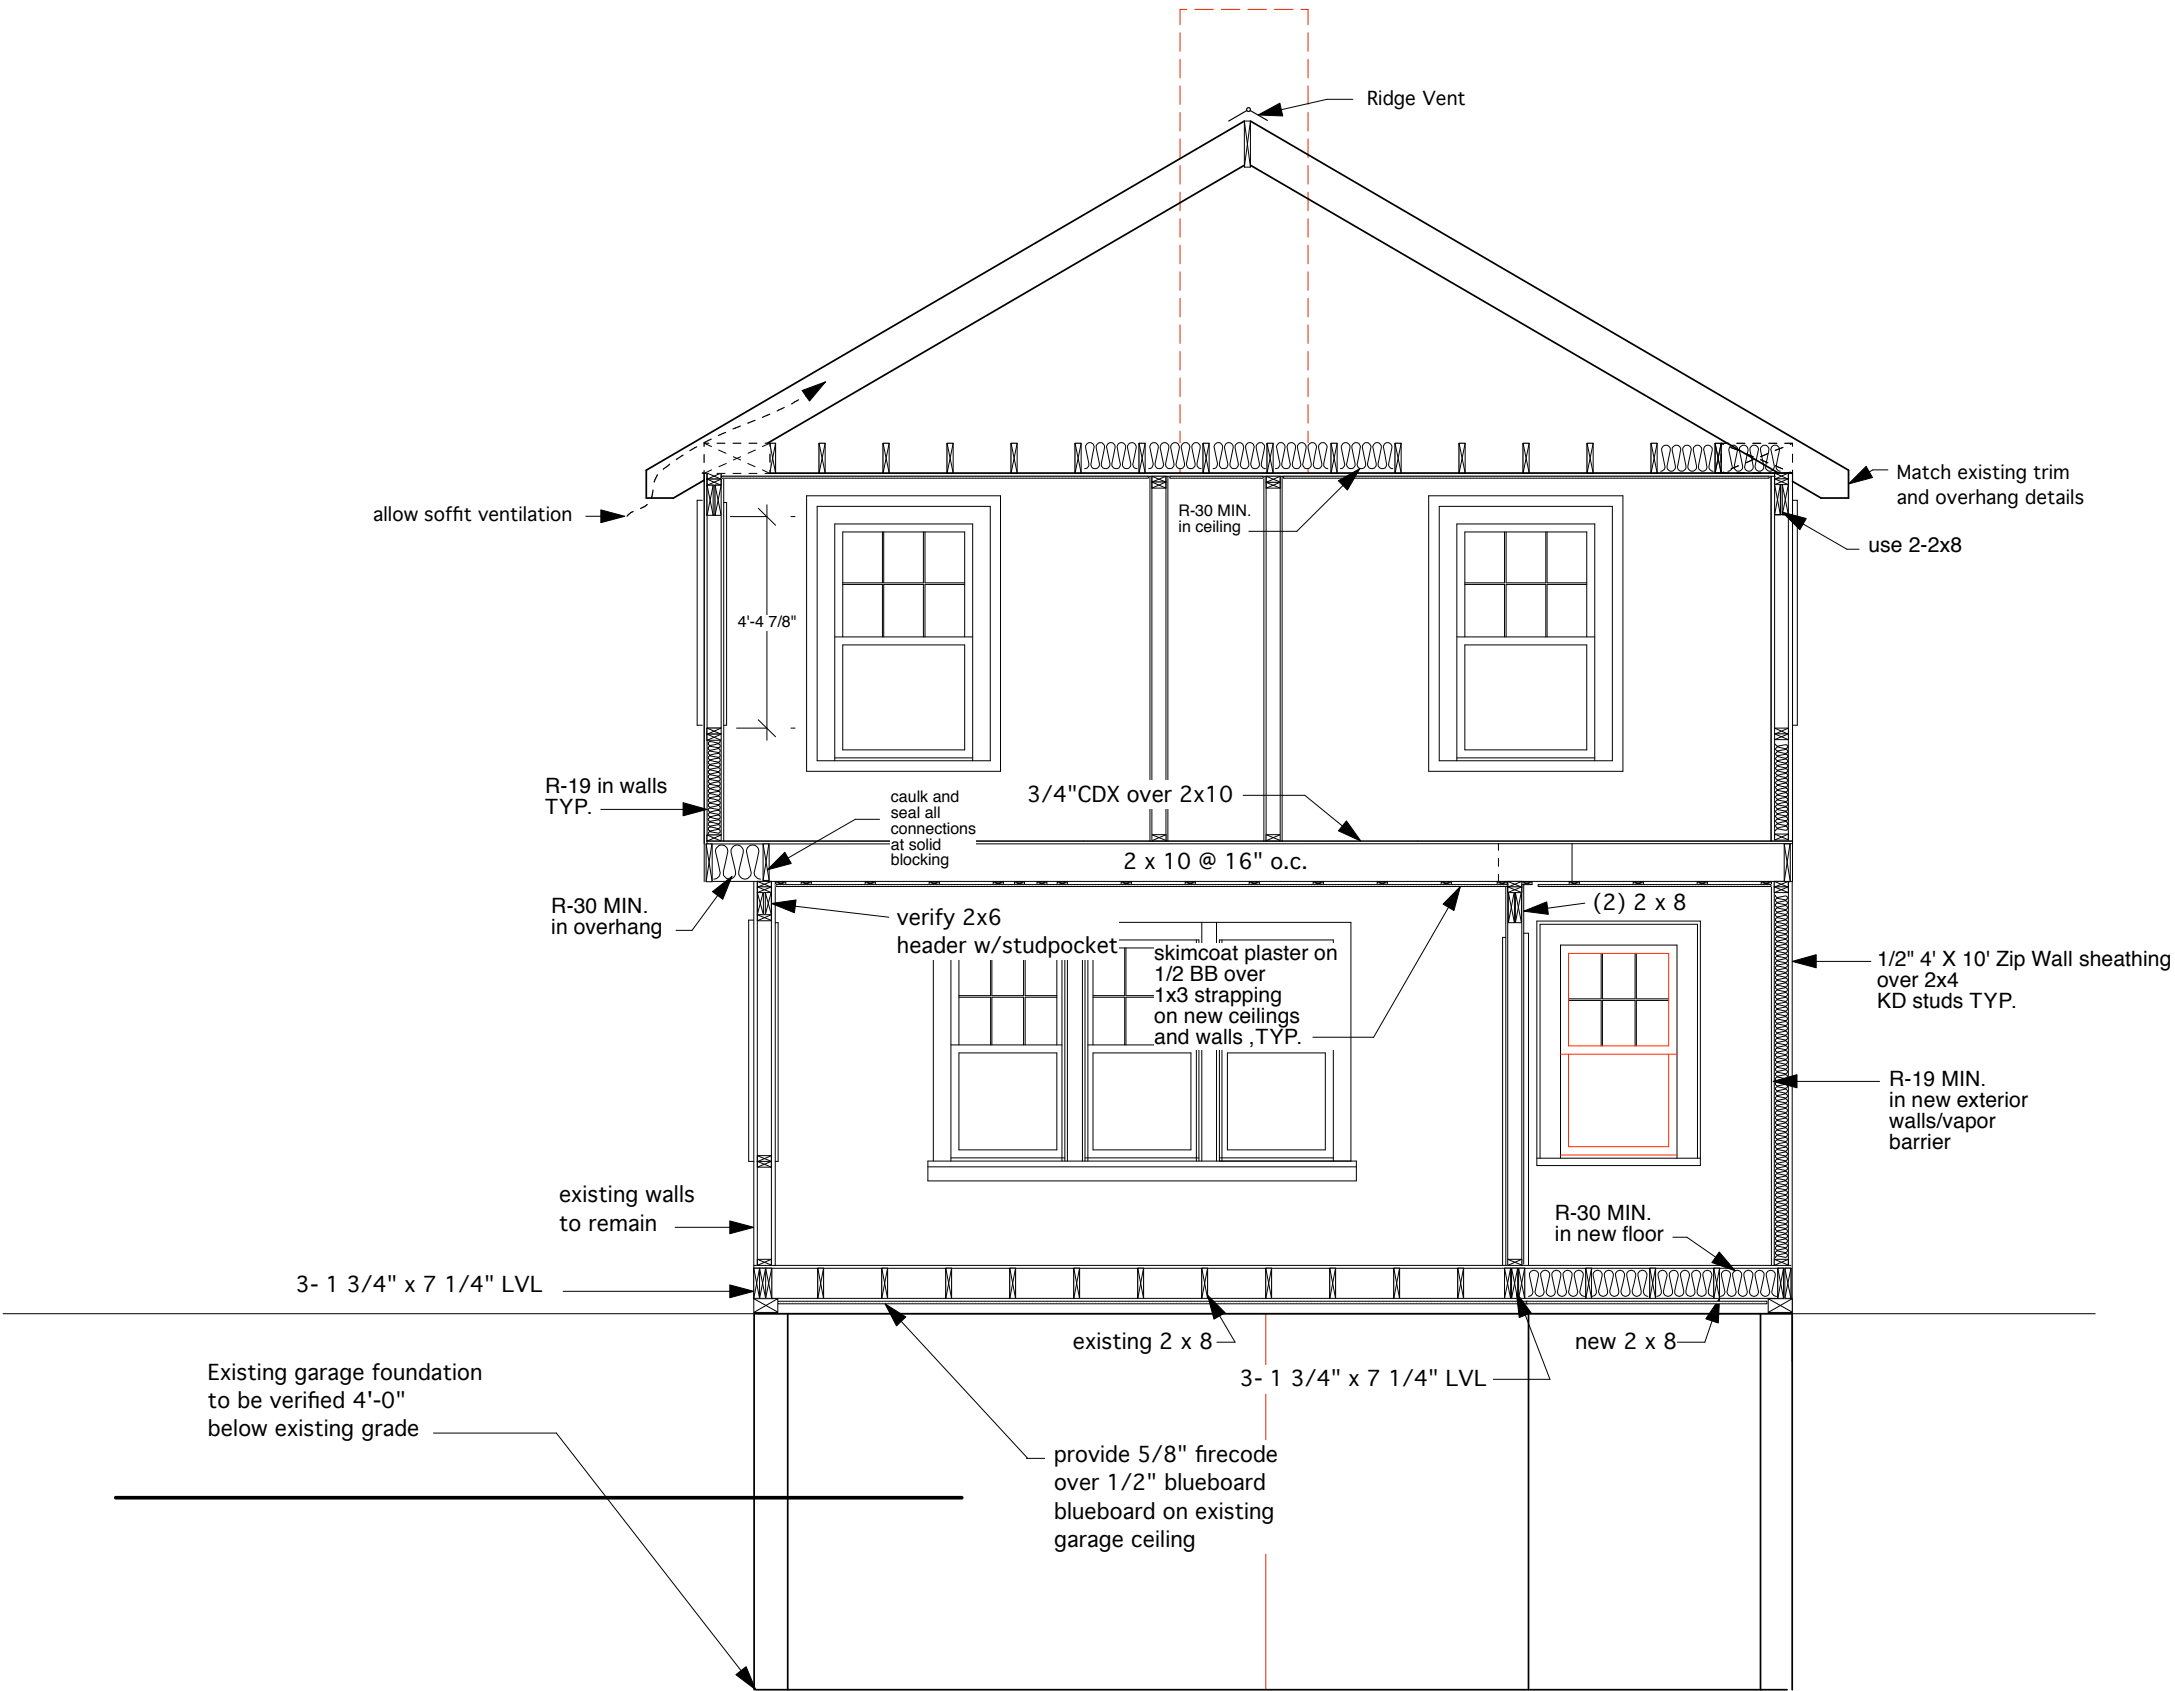 Ridge Vent
Match existing trim
and overhang details
allow soffit ventilation
R-30 MIN.
in ceiling
use 2-2x8
4'-4 7/8"
R-19 in walls
TYP.
caulk and
seal all
connections
at solid
blocking
3/4"CDX over 2x10
2 x 10 @ 16" o.c.
R-30 MIN.
in overhang
verify 2x6
header w/studpocket
(2) 2 x 8
skimcoat plaster on
1/2 BB over
1x3 strapping
on new ceilings
and walls ,TYP.
1/2" 4' X 10' Zip Wall sheathing
over 2x4
KD studs TYP.
R-19 MIN.
in new exterior
walls/vapor
barrier
existing walls
to remain
R-30 MIN.
in new floor
3- 1 3/4" x 7 1/4" LVL
existing 2 x 8
new 2 x 8
3- 1 3/4" x 7 1/4" LVL
Existing garage foundation
to be verified 4'-0"
below existing grade
provide 5/8" firecode
over 1/2" blueboard
blueboard on existing
garage ceiling